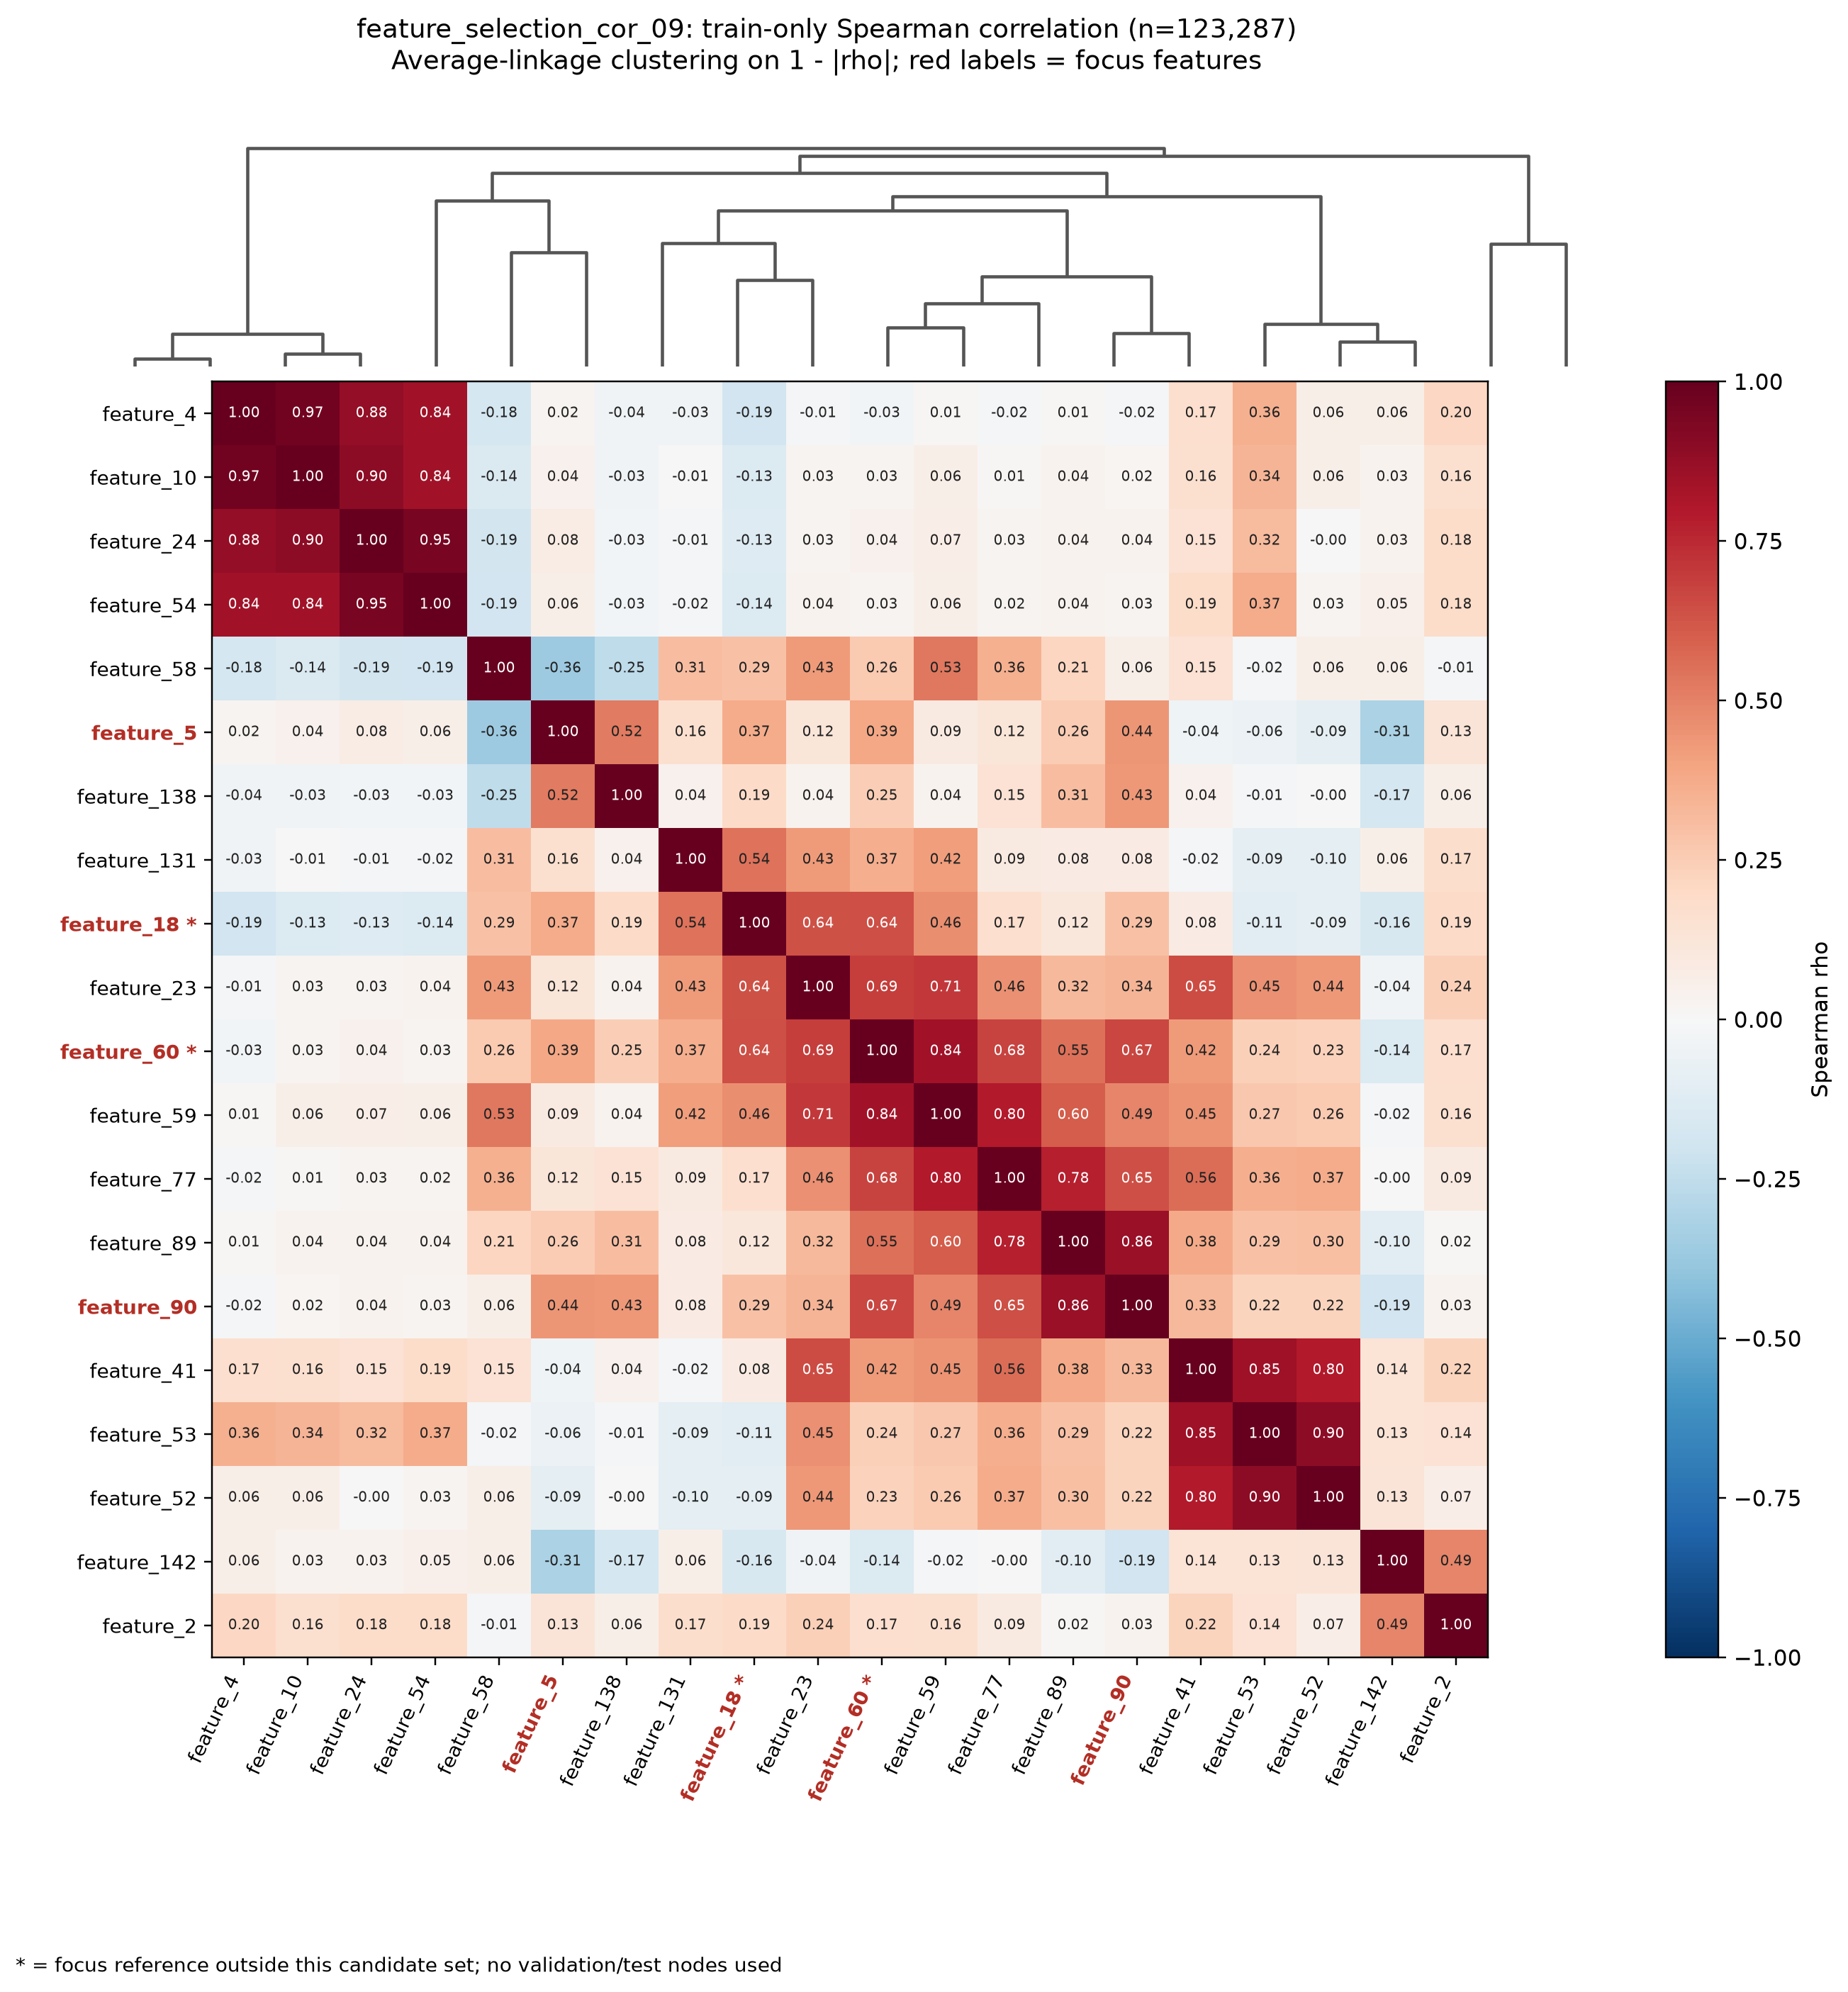 feature_selection_cor_09: train-only Spearman correlation (n=123,287)
Average-linkage clustering on 1 - |rho|; red labels = focus features
feature_4 1.00 0.97 0.88 0.84 -0.18 0.02 -0.04 -0.03 -0.19 -0.01 -0.03 0.01 -0.02 0.01 -0.02 0.17 0.36 0.06 0.06 0.20
feature_10 0.97 1.00 0.90 0.84 -0.14 0.04 -0.03 -0.01 -0.13 0.03 0.03 0.06 0.01 0.04 0.02 0.16 0.34 0.06 0.03 0.16
feature_24 0.88 0.90 1.00 0.95 -0.19 0.08 -0.03 -0.01 -0.13 0.03 0.04 0.07 0.03 0.04 0.04 0.15 0.32 -0.00 0.03 0.18
feature_54 0.84 0.84 0.95 1.00 -0.19 0.06 -0.03 -0.02 -0.14 0.04 0.03 0.06 0.02 0.04 0.03 0.19 0.37 0.03 0.05 0.18
feature_58 -0.18 -0.14 -0.19 -0.19 1.00 -0.36 -0.25 0.31 0.29 0.43 0.26 0.53 0.36 0.21 0.06 0.15 -0.02 0.06 0.06 -0.01
feature_5 0.02 0.04 0.08 0.06 -0.36 1.00 0.52 0.16 0.37 0.12 0.39 0.09 0.12 0.26 0.44 -0.04 -0.06 -0.09 -0.31 0.13
feature_138 -0.04 -0.03 -0.03 -0.03 -0.25 0.52 1.00 0.04 0.19 0.04 0.25 0.04 0.15 0.31 0.43 0.04 -0.01 -0.00 -0.17 0.06
feature_131 -0.03 -0.01 -0.01 -0.02 0.31 0.16 0.04 1.00 0.54 0.43 0.37 0.42 0.09 0.08 0.08 -0.02 -0.09 -0.10 0.06 0.17
feature_18 * -0.19 -0.13 -0.13 -0.14 0.29 0.37 0.19 0.54 1.00 0.64 0.64 0.46 0.17 0.12 0.29 0.08 -0.11 -0.09 -0.16 0.19
feature_23 -0.01 0.03 0.03 0.04 0.43 0.12 0.04 0.43 0.64 1.00 0.69 0.71 0.46 0.32 0.34 0.65 0.45 0.44 -0.04 0.24
feature_60 * -0.03 0.03 0.04 0.03 0.26 0.39 0.25 0.37 0.64 0.69 1.00 0.84 0.68 0.55 0.67 0.42 0.24 0.23 -0.14 0.17
feature_59 0.01 0.06 0.07 0.06 0.53 0.09 0.04 0.42 0.46 0.71 0.84 1.00 0.80 0.60 0.49 0.45 0.27 0.26 -0.02 0.16
feature_77 -0.02 0.01 0.03 0.02 0.36 0.12 0.15 0.09 0.17 0.46 0.68 0.80 1.00 0.78 0.65 0.56 0.36 0.37 -0.00 0.09
feature_89 0.01 0.04 0.04 0.04 0.21 0.26 0.31 0.08 0.12 0.32 0.55 0.60 0.78 1.00 0.86 0.38 0.29 0.30 -0.10 0.02
feature_90 -0.02 0.02 0.04 0.03 0.06 0.44 0.43 0.08 0.29 0.34 0.67 0.49 0.65 0.86 1.00 0.33 0.22 0.22 -0.19 0.03
feature_41 0.17 0.16 0.15 0.19 0.15 -0.04 0.04 -0.02 0.08 0.65 0.42 0.45 0.56 0.38 0.33 1.00 0.85 0.80 0.14 0.22
feature_53 0.36 0.34 0.32 0.37 -0.02 -0.06 -0.01 -0.09 -0.11 0.45 0.24 0.27 0.36 0.29 0.22 0.85 1.00 0.90 0.13 0.14
feature_52 0.06 0.06 -0.00 0.03 0.06 -0.09 -0.00 -0.10 -0.09 0.44 0.23 0.26 0.37 0.30 0.22 0.80 0.90 1.00 0.13 0.07
feature_142 0.06 0.03 0.03 0.05 0.06 -0.31 -0.17 0.06 -0.16 -0.04 -0.14 -0.02 -0.00 -0.10 -0.19 0.14 0.13 0.13 1.00 0.49
feature_2 0.20 0.16 0.18 0.18 -0.01 0.13 0.06 0.17 0.19 0.24 0.17 0.16 0.09 0.02 0.03 0.22 0.14 0.07 0.49 1.00
feature_4 feature_10 feature_24 feature_54 feature_58 feature_5 feature_138 feature_131 feature_18 * feature_23 feature_60 * feature_59 feature_77 feature_89 feature_90 feature_41 feature_53 feature_52 feature_142 feature_2
1.00
0.75
0.50
0.25
0.00
−0.25
−0.50
−0.75
−1.00
Spearman rho
* = focus reference outside this candidate set; no validation/test nodes used